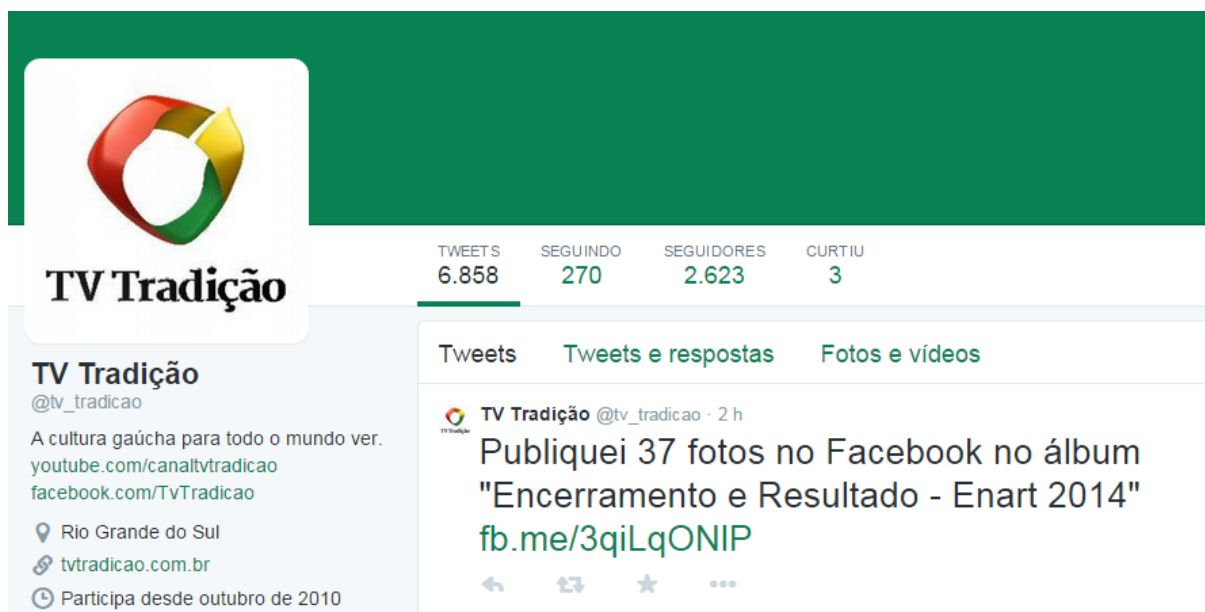 TV Tradição
TV Tradição
@tv_tradicao
A cultura gaúcha para todo o mundo ver.
youtube.com/canaltvtradicao
facebook.com/TvTradicao
Rio Grande do Sul
tvtradicao.com.br
Participa desde outubro de 2010
TWEETS SEGUINDO SEGUIDORES CURTIU
6.858 270 2.623 3
Tweets Tweets e respostas Fotos e vídeos
TV Tradição
TV Tradição @tv_tradicao · 2 h
Publiquei 37 fotos no Facebook no álbum
"Encerramento e Resultado - Enart 2014"
fb.me/3qiLqONIP